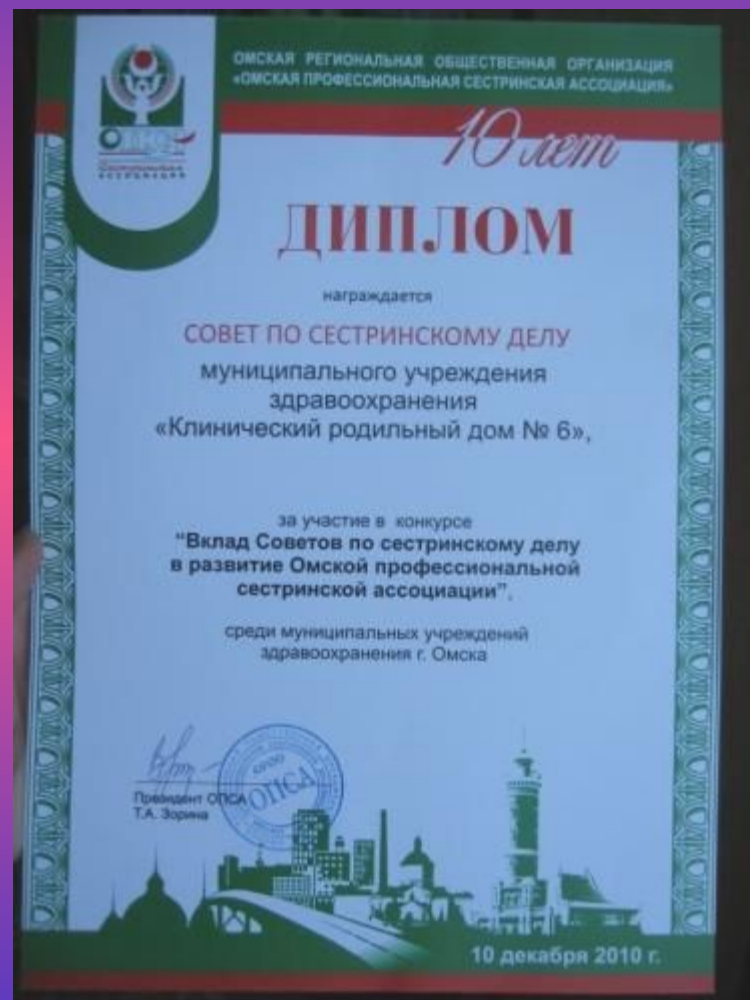 ОМСКАЯ РЕГИОНАЛЬНАЯ ОБЩЕСТВЕННАЯ ОРГАНИЗАЦИЯ
«ОМСКАЯ ПРОФЕССИОНАЛЬНАЯ СЕСТРИНСКАЯ АССОЦИАЦИЯ»
10 лет
ОПСА
АССОЦИАЦИЯ
ДИПЛОМ
награждается
СОВЕТ ПО СЕСТРИНСКОМУ ДЕЛУ
муниципального учреждения
здравоохранения
«Клинический родильный дом № 6»,
за участие в конкурсе
“Вклад Советов по сестринскому делу
в развитие Омской профессиональной
сестринской ассоциации”,
среди муниципальных учреждений
здравоохранения г. Омска
ОПСА
Президент ОПСА
Т.А. Зорина
10 декабря 2010 г.